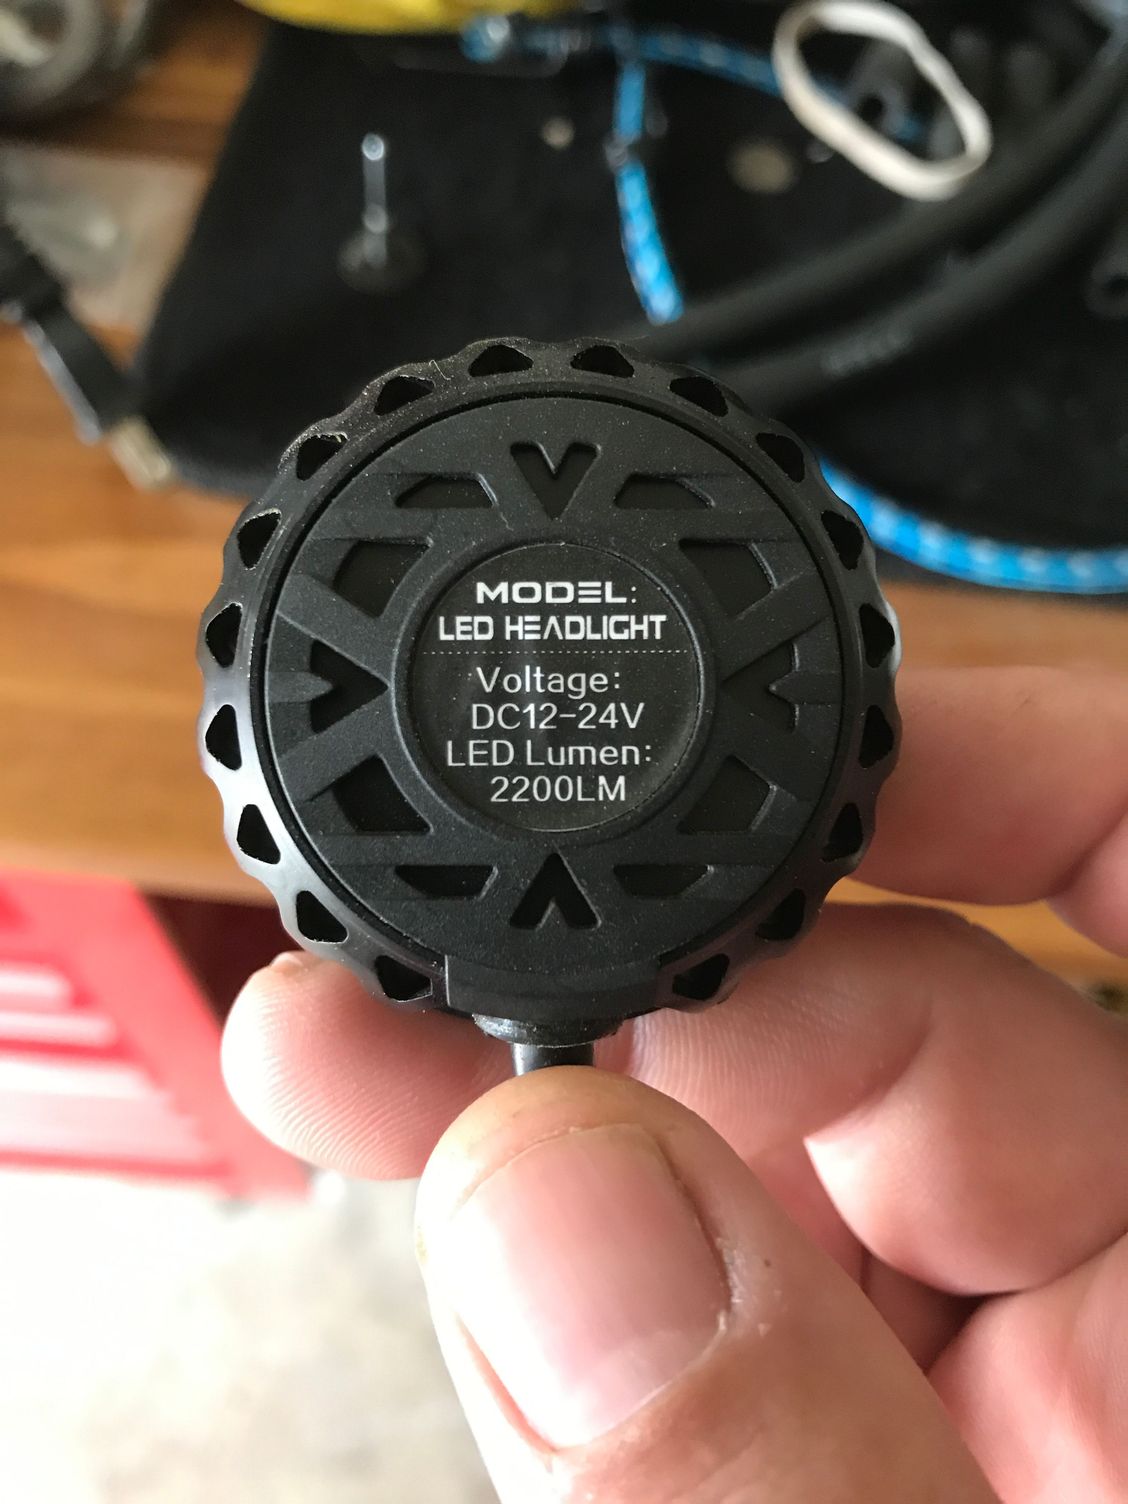 MODEL:
LED HEADLIGHT
Voltage:
DC12-24V
LED Lumen:
2200LM